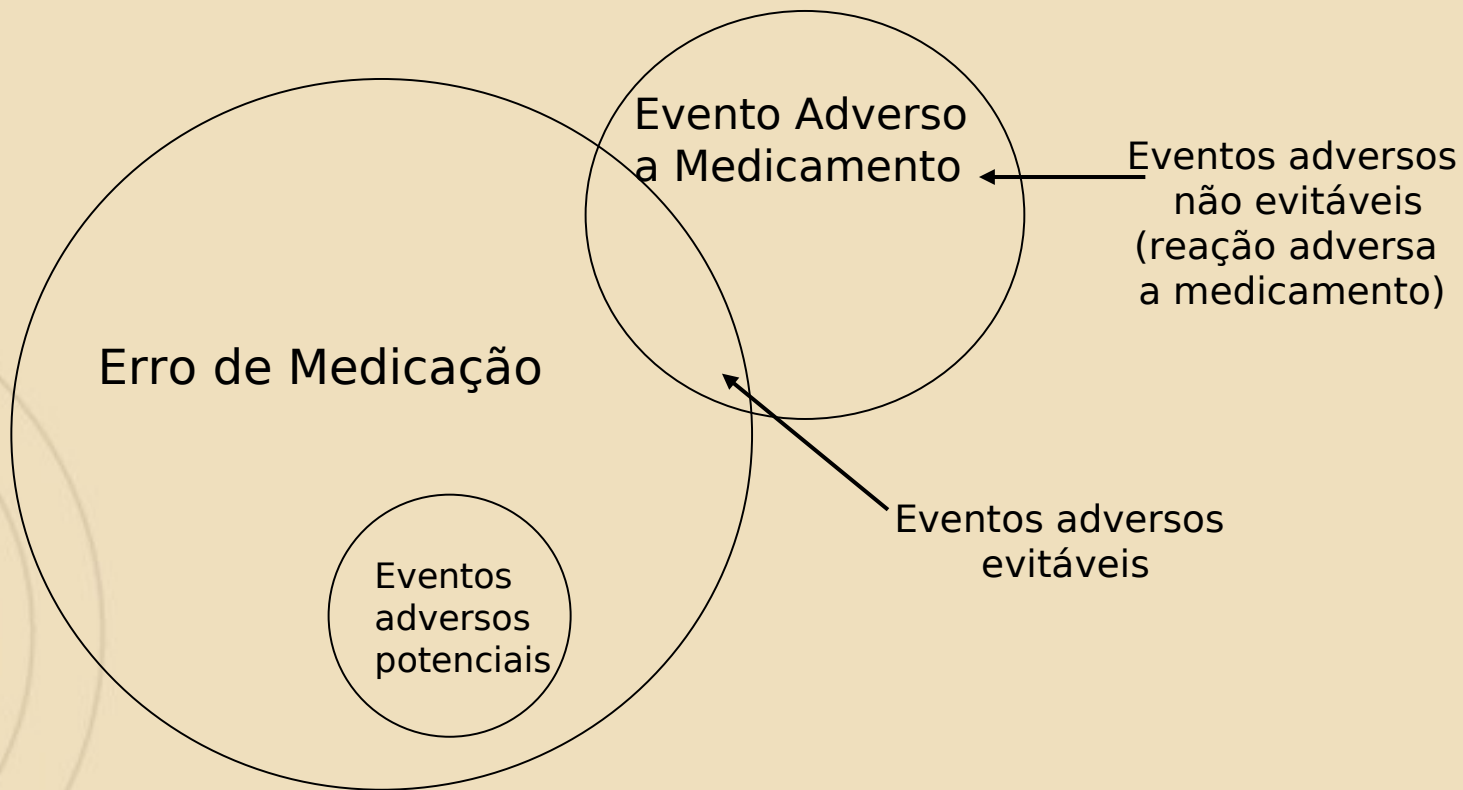 Evento Adverso
a Medicamento
Eventos adversos
não evitáveis
(reação adversa
a medicamento)
Erro de Medicação
Eventos adversos
evitáveis
Eventos
adversos
potenciais